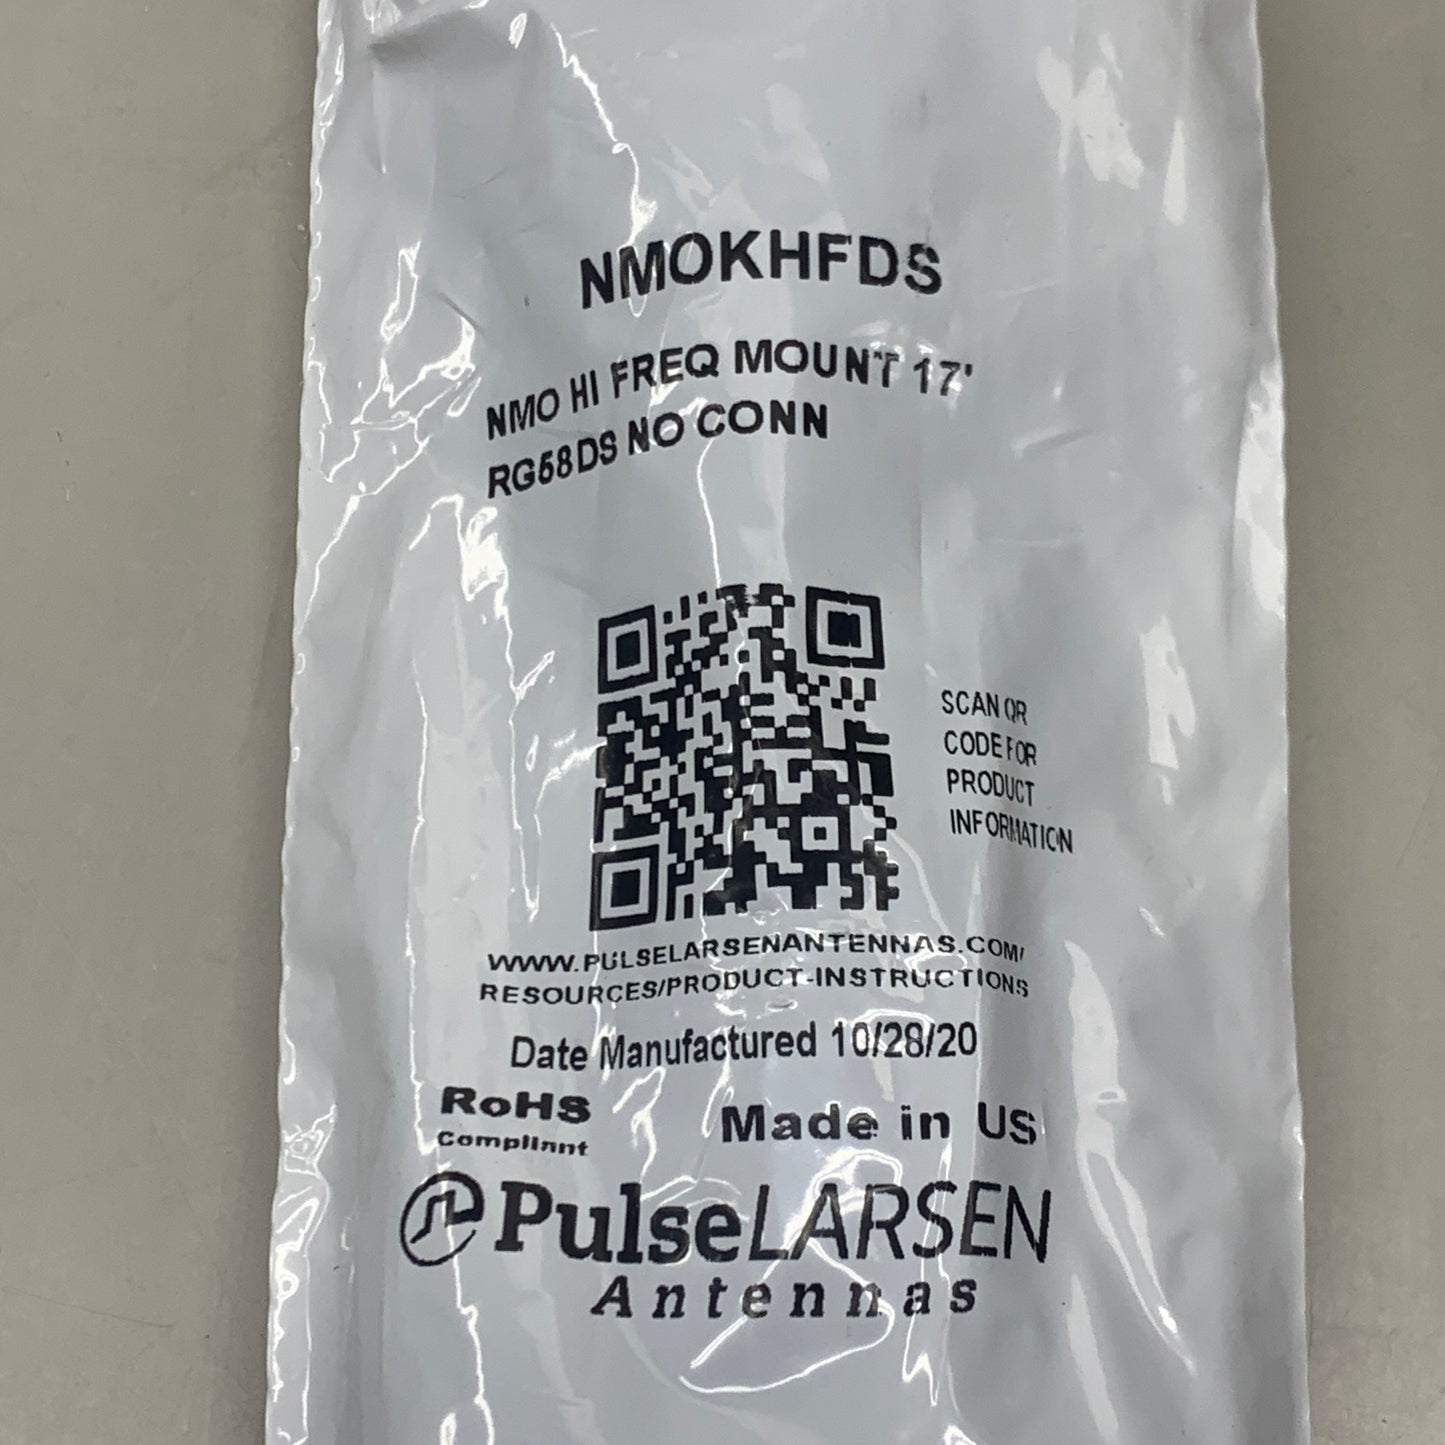 NMOKHFDS
NMO HI FREQ MOUNT 17'
RG58DS NO CONN
SCAN QR
CODE FOR
PRODUCT
INFORMATION
WWW.PULSELARSENANTENNAS.COM/
RESOURCES/PRODUCT-INSTRUCTIONS
Date Manufactured 10/28/20
RoHS
Compliant
Made in US
PulseLARSEN
Antennas